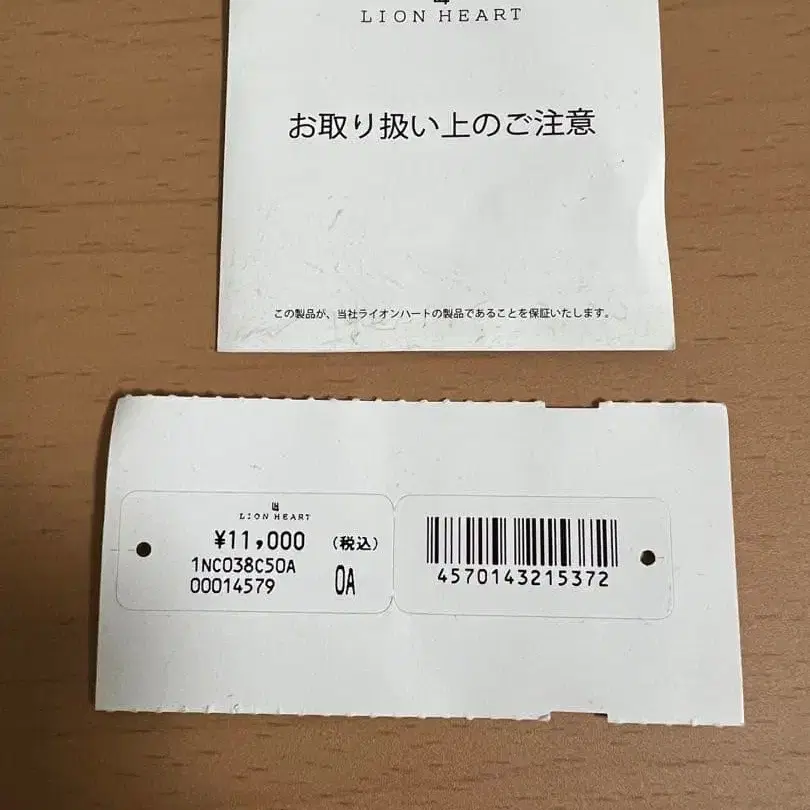 LION HEART
お取り扱い上のご注意
この製品が、当社ライオンハートの製品であることを保証いたします。
LION HEART
¥11,000 (税込)
1NC038C50A
00014579 0A
4570143215372